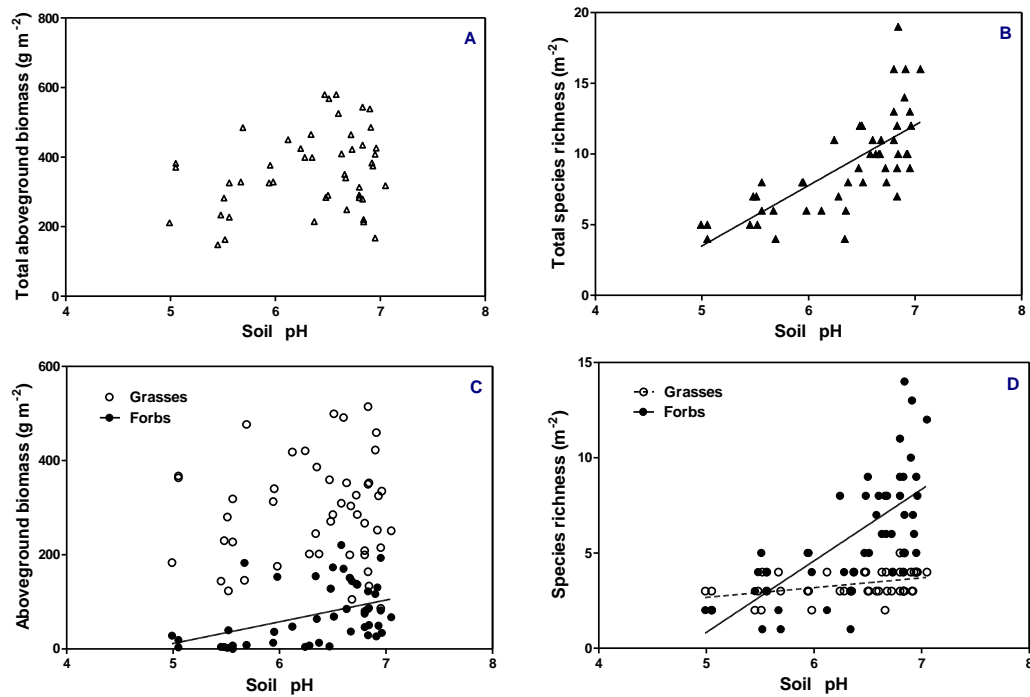 A
Total aboveground biomass (g m-2)
800
600
400
200
0
4 5 6 7 8
Soil pH
B
Total species richness (m-2)
20
15
10
5
0
4 5 6 7 8
Soil pH
C
Grasses
Forbs
Aboveground biomass (g m-2)
600
400
200
0
4 5 6 7 8
Soil pH
D
Grasses
Forbs
Species richness (m-2)
15
10
5
0
4 5 6 7 8
Soil pH